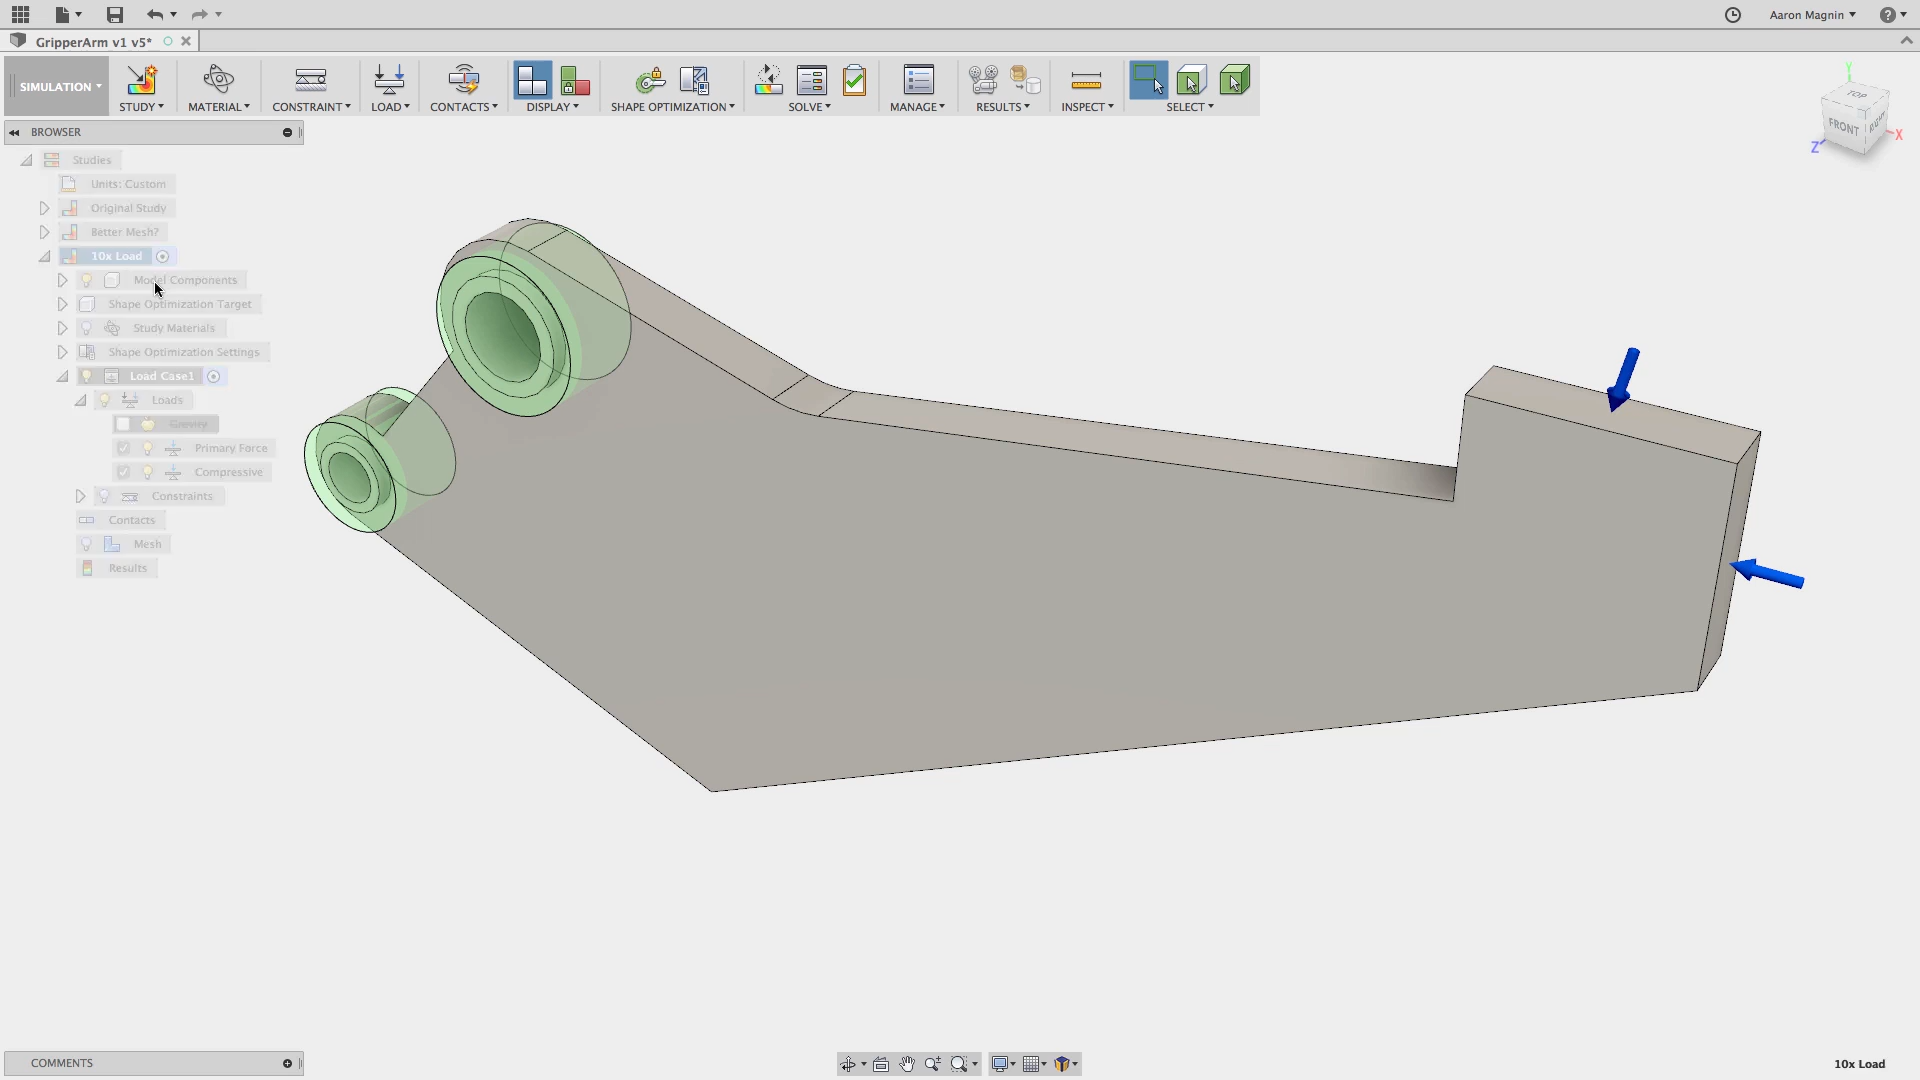 Aaron Magnin
GripperArm v1 v5*
SIMULATION
STUDY
MATERIAL
CONSTRAINT
LOAD
CONTACTS
DISPLAY
SHAPE OPTIMIZATION
SOLVE
MANAGE
RESULTS
INSPECT
SELECT
Y
TOP
FRONT
RIGHT
X
Z
BROWSER
Studies
Units: Custom
Original Study
Better Mesh?
10x Load
Model Components
Shape Optimization Target
Study Materials
Shape Optimization Settings
Load Case1
Loads
Gravity
Primary Force
Compressive
Constraints
Contacts
Mesh
Results
COMMENTS
10x Load